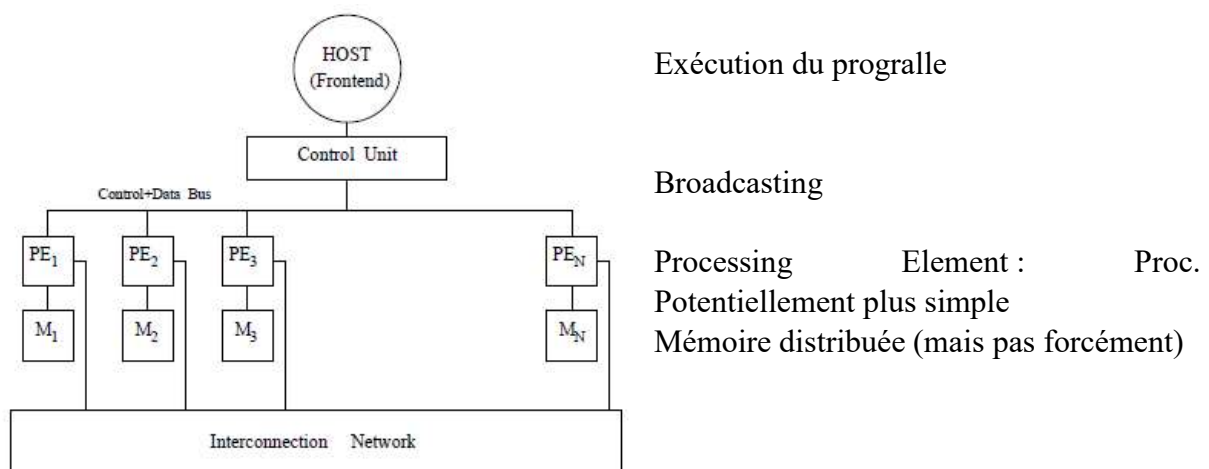 HOST
(Frontend)
Exécution du progralle
Control Unit
Broadcasting
Control+Data Bus
PE1 PE2 PE3 PEN
Processing Element : Proc.
Potentiellement plus simple
M1 M2 M3 MN
Mémoire distribuée (mais pas forcément)
Interconnection Network